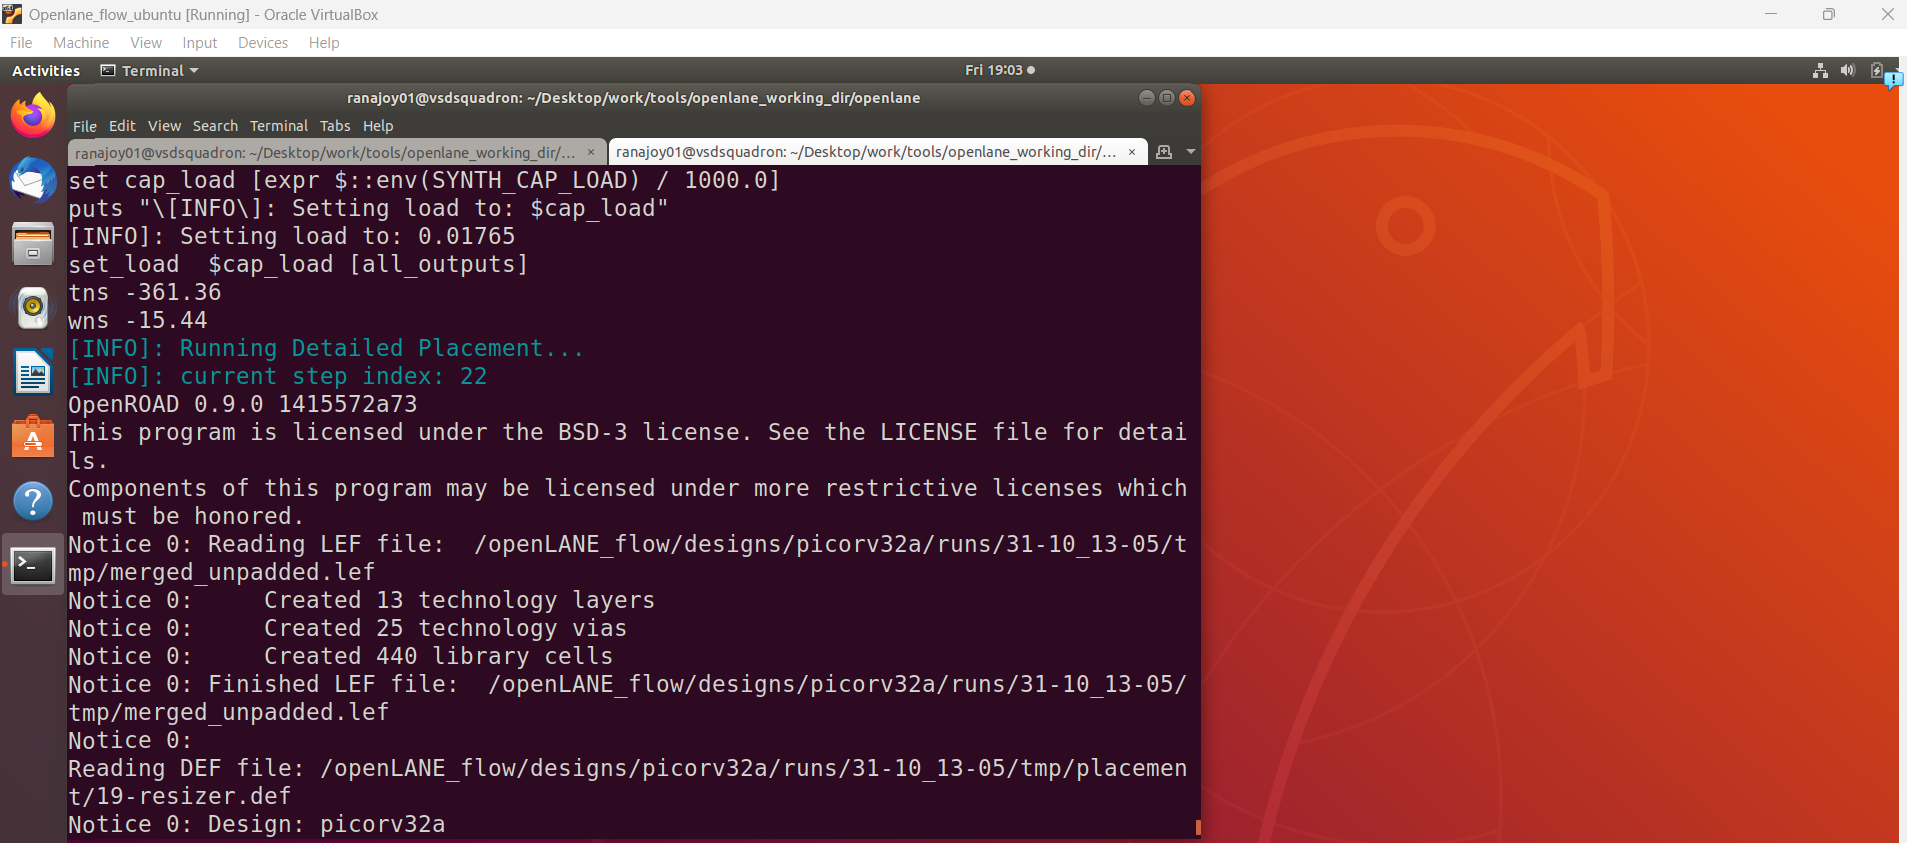 Openlane_flow_ubuntu [Running] - Oracle VirtualBox
File Machine View Input Devices Help
Activities Terminal Fri 19:03
ranajoy01@vsdsquadron: ~/Desktop/work/tools/openlane_working_dir/openlane
File Edit View Search Terminal Tabs Help
ranajoy01@vsdsquadron: ~/Desktop/work/tools/openlane_working_dir/... × ranajoy01@vsdsquadron: ~/Desktop/work/tools/openlane_working_dir/... ×
set cap_load [expr $::env(SYNTH_CAP_LOAD) / 1000.0]
puts "\[INFO\]: Setting load to: $cap_load"
[INFO]: Setting load to: 0.01765
set_load  $cap_load [all_outputs]
tns -361.36
wns -15.44
[INFO]: Running Detailed Placement...
[INFO]: current step index: 22
OpenROAD 0.9.0 1415572a73
This program is licensed under the BSD-3 license. See the LICENSE file for detai
ls.
Components of this program may be licensed under more restrictive licenses which
 must be honored.
Notice 0: Reading LEF file:  /openLANE_flow/designs/picorv32a/runs/31-10_13-05/t
mp/merged_unpadded.lef
Notice 0:     Created 13 technology layers
Notice 0:     Created 25 technology vias
Notice 0:     Created 440 library cells
Notice 0: Finished LEF file:  /openLANE_flow/designs/picorv32a/runs/31-10_13-05/
tmp/merged_unpadded.lef
Notice 0:
Reading DEF file: /openLANE_flow/designs/picorv32a/runs/31-10_13-05/tmp/placemen
t/19-resizer.def
Notice 0: Design: picorv32a